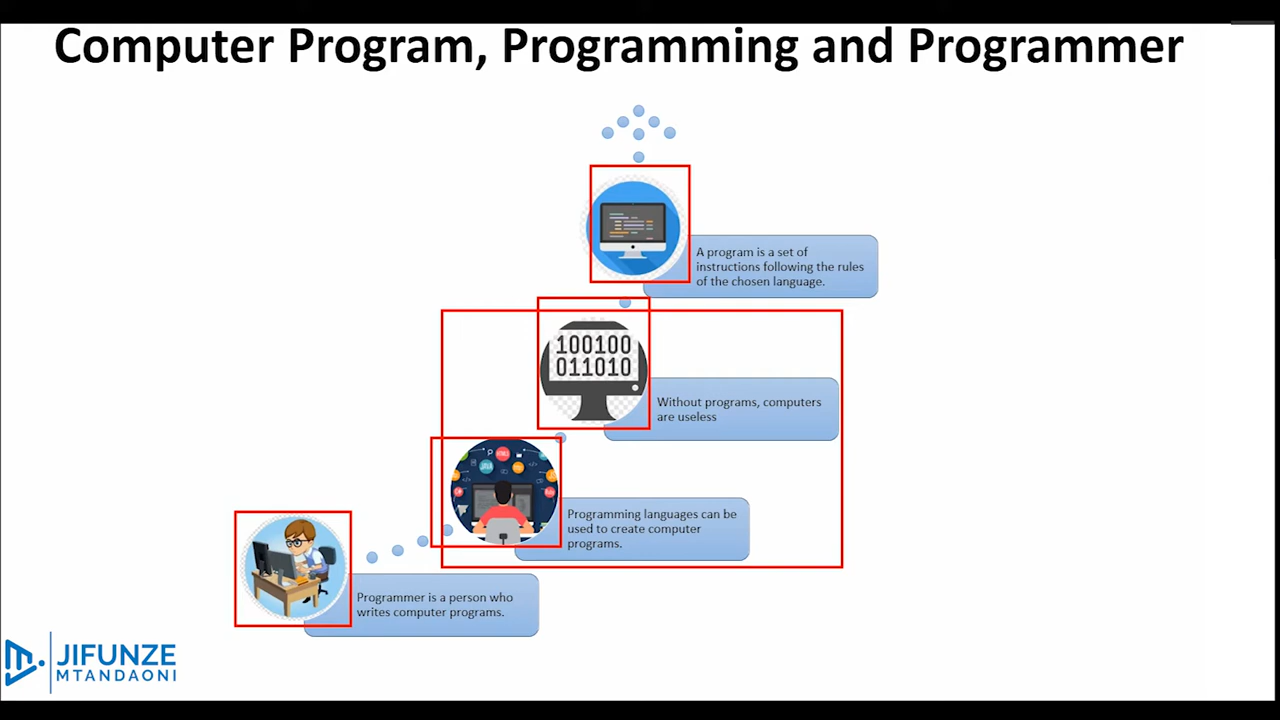 Computer Program, Programming and Programmer
A program is a set of
instructions following the rules
of the chosen language.
100100
011010
Without programs, computers
are useless
JAVA
Programming languages can be
used to create computer
programs.
Programmer is a person who
writes computer programs.
JIFUNZE
MTANDAONI